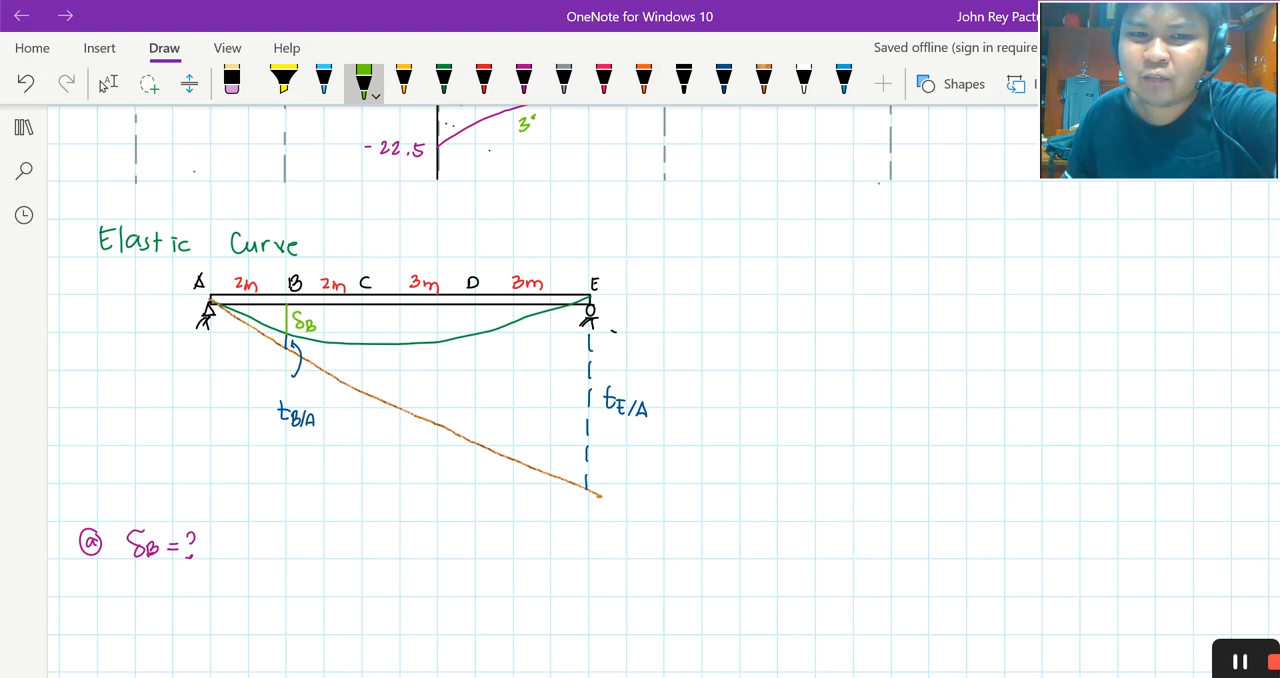 OneNote for Windows 10
John Rey Pactu
Home Insert Draw View Help
Saved offline (sign in require
Shapes
3°
- 22.5
Elastic Curve
A 2m B 2m C 3m D 3m E
δB
tB/A
tE/A
(a) δB = ?